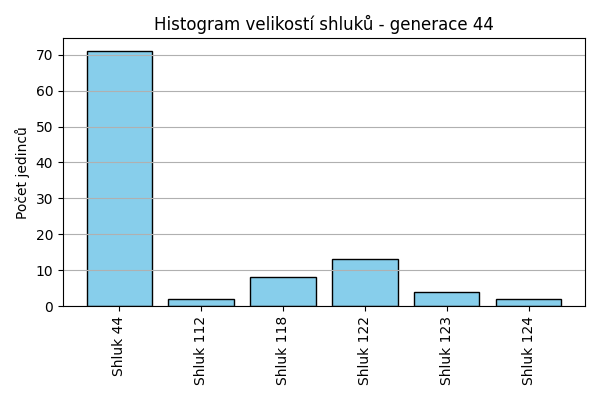 Histogram velikostí shluků - generace 44
Počet jedinců
70
60
50
40
30
20
10
0
Shluk 44
Shluk 112
Shluk 118
Shluk 122
Shluk 123
Shluk 124